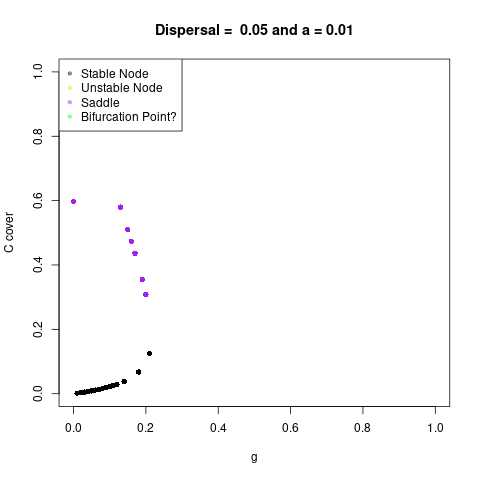 Dispersal =  0.05 and a = 0.01
Stable Node
Unstable Node
Saddle
Bifurcation Point?
C cover
1.0
0.8
0.6
0.4
0.2
0.0
0.0 0.2 0.4 0.6 0.8 1.0
g